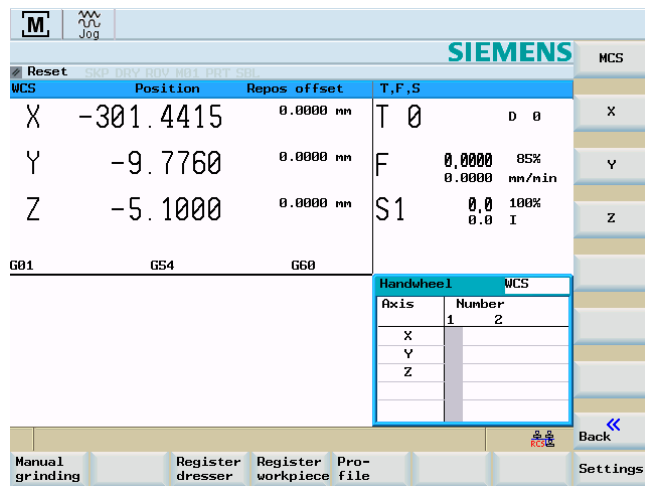 M
Jog
SIEMENS
MCS
Reset SKP DRY ROV M01 PRT SBL
WCS Position Repos offset T,F,S
X -301.4415 0.0000 mm T 0 D 0 X
Y -9.7760 0.0000 mm F 0.0000 85% Y
0.0000 mm/min
Z -5.1000 0.0000 mm S1 0.0 100% Z
0.0 I
G01 G54 G60
Handwheel WCS
Axis Number
1 2
X
Y
Z
RCS
«
Back
Manual grinding
Register dresser
Register workpiece
Pro-
file
Settings